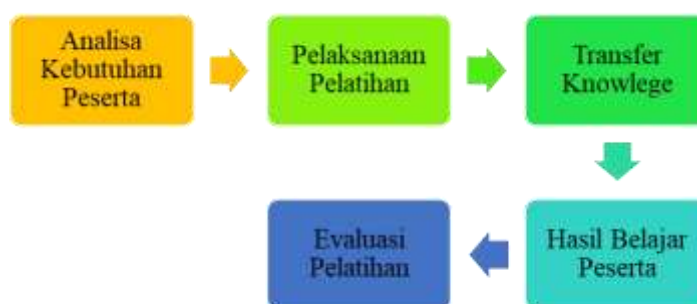 Analisa
Kebutuhan
Peserta
Pelaksanaan
Pelatihan
Transfer
Knowlege
Hasil Belajar
Peserta
Evaluasi
Pelatihan